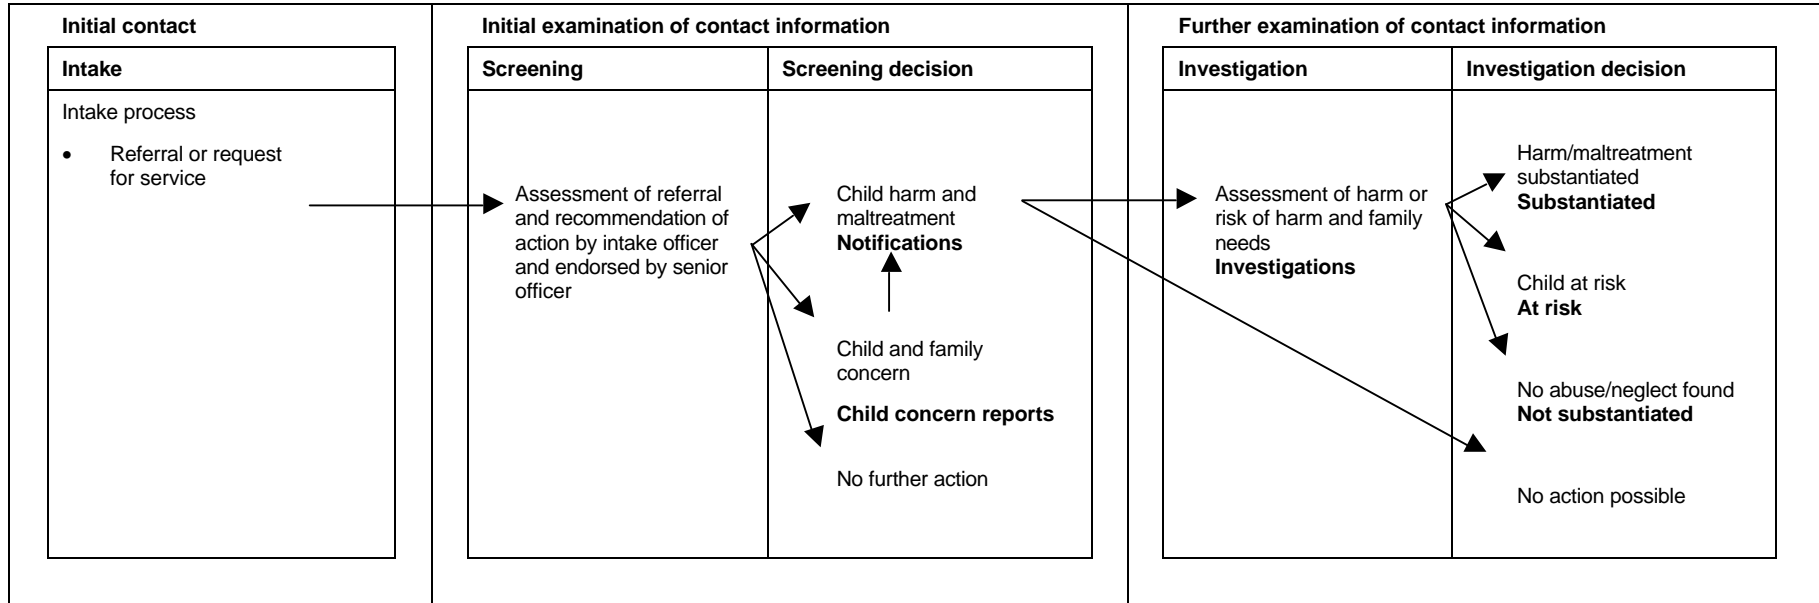 Initial contact
Intake
Intake process
• Referral or request
for service
Initial examination of contact information
Screening
Assessment of referral
and recommendation of
action by intake officer
and endorsed by senior
officer
Screening decision
Child harm and
maltreatment
Notifications
Child and family
concern
Child concern reports
No further action
Further examination of contact information
Investigation
Assessment of harm or
risk of harm and family
needs
Investigations
Investigation decision
Harm/maltreatment
substantiated
Substantiated
Child at risk
At risk
No abuse/neglect found
Not substantiated
No action possible